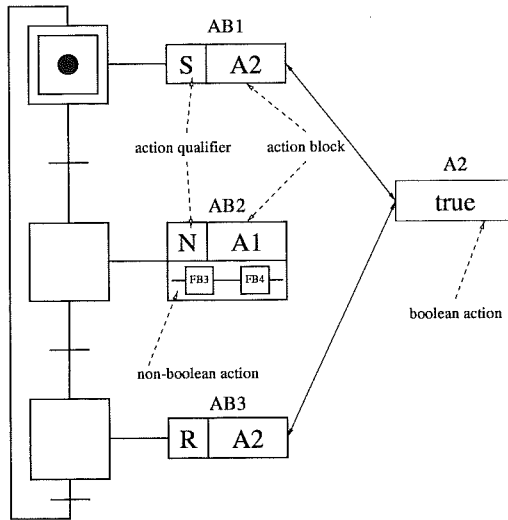 AB1
S A2
action qualifier action block
A2
true
AB2
N A1
FB3 FB4
boolean action
non-boolean action
AB3
R A2